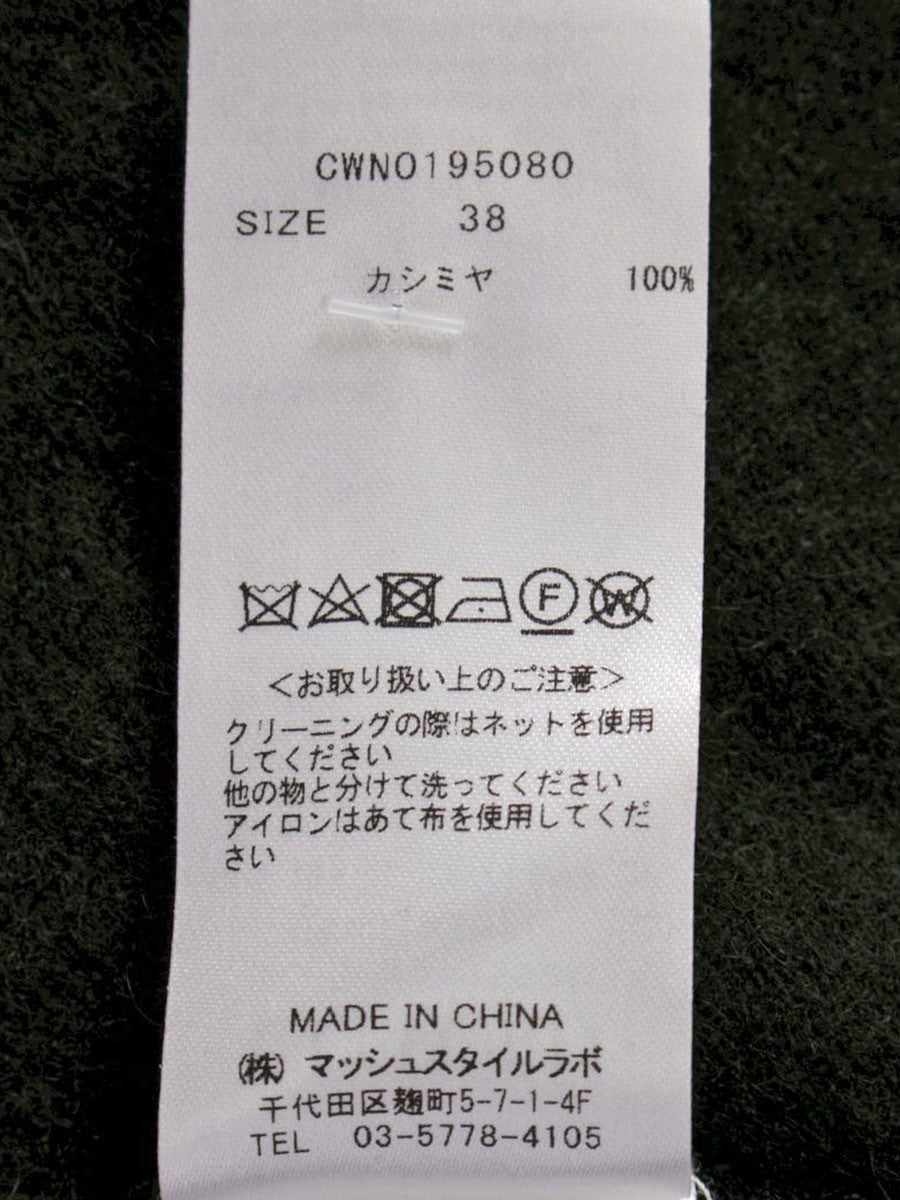 CWNO195080
SIZE 38
カシミヤ 100%
F
W
<お取り扱い上のご注意>
クリーニングの際はネットを使用
してください
他の物と分けて洗ってください
アイロンはあて布を使用してくだ
さい
MADE IN CHINA
(株) マッシュスタイルラボ
千代田区麹町5-7-1-4F
TEL 03-5778-4105